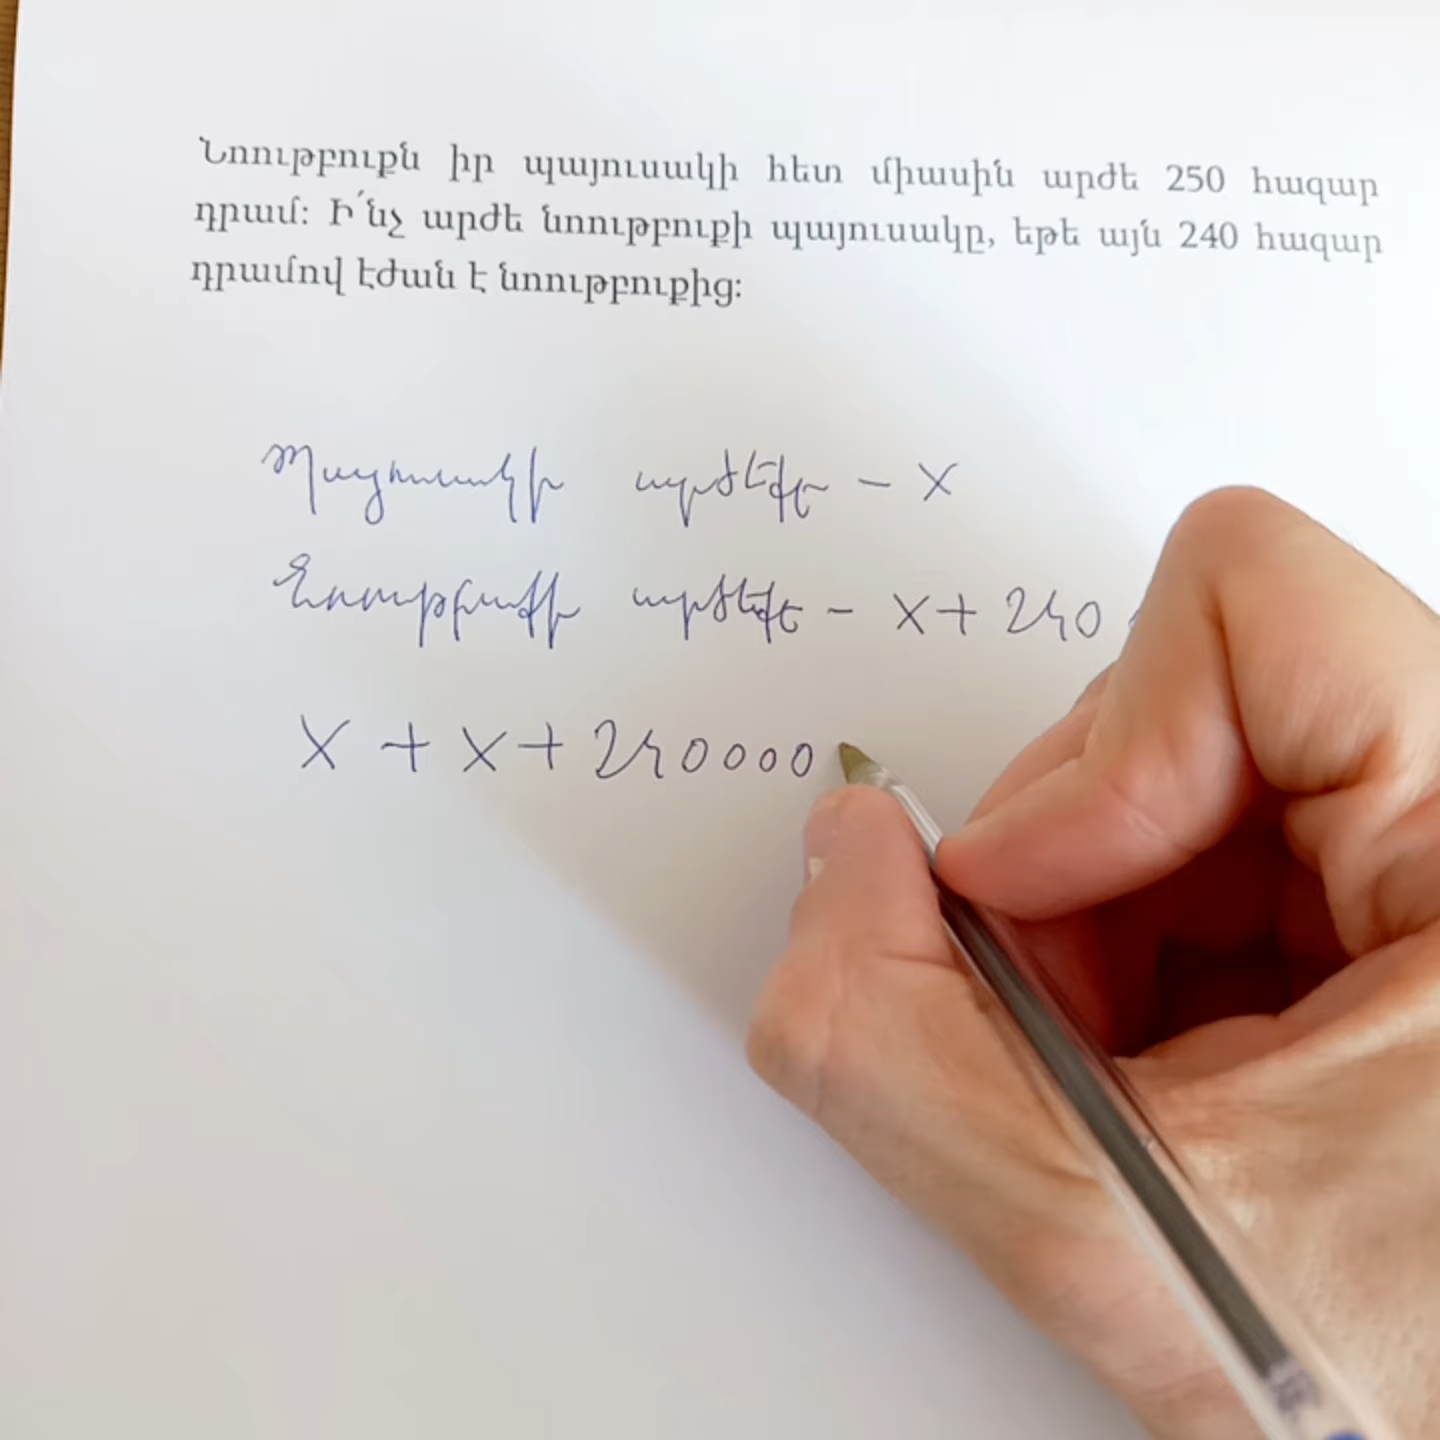 Նոութբուքն իր պայուսակի հետ միասին արժե 250 հազար
դրամ: Ի՛նչ արժե նոութբուքի պայուսակը, եթե այն 240 հազար
դրամով էժան է նոութբուքից:
Պայուսակի արժեքը – x
Նոութբուքի արժեքը – x + 240
x + x + 240000